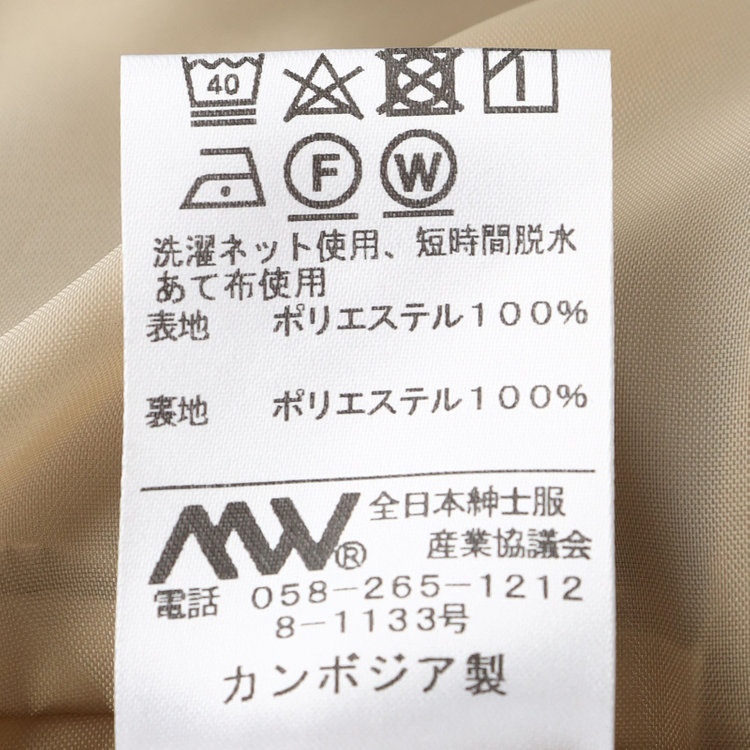 40
F W
洗濯ネット使用、短時間脱水
あて布使用
表地 ポリエステル100%
裏地 ポリエステル100%
MW® 全日本紳士服
産業協議会
電話 058-265-1212
8-1133号
カンボジア製